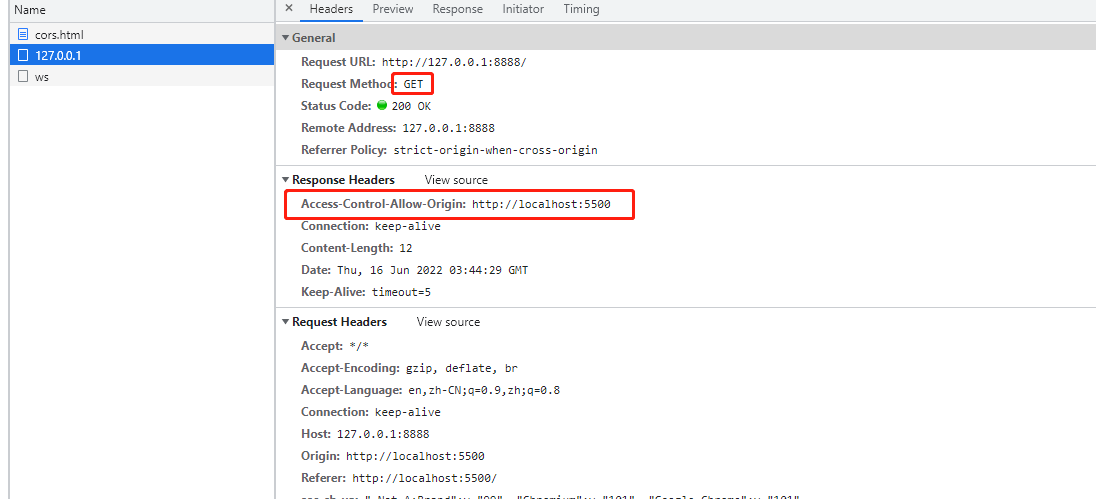 Name
cors.html
127.0.0.1
ws
× Headers Preview Response Initiator Timing
General
Request URL: http://127.0.0.1:8888/
Request Method: GET
Status Code: 200 OK
Remote Address: 127.0.0.1:8888
Referrer Policy: strict-origin-when-cross-origin
Response Headers View source
Access-Control-Allow-Origin: http://localhost:5500
Connection: keep-alive
Content-Length: 12
Date: Thu, 16 Jun 2022 03:44:29 GMT
Keep-Alive: timeout=5
Request Headers View source
Accept: */*
Accept-Encoding: gzip, deflate, br
Accept-Language: en,zh-CN;q=0.9,zh;q=0.8
Connection: keep-alive
Host: 127.0.0.1:8888
Origin: http://localhost:5500
Referer: http://localhost:5500/